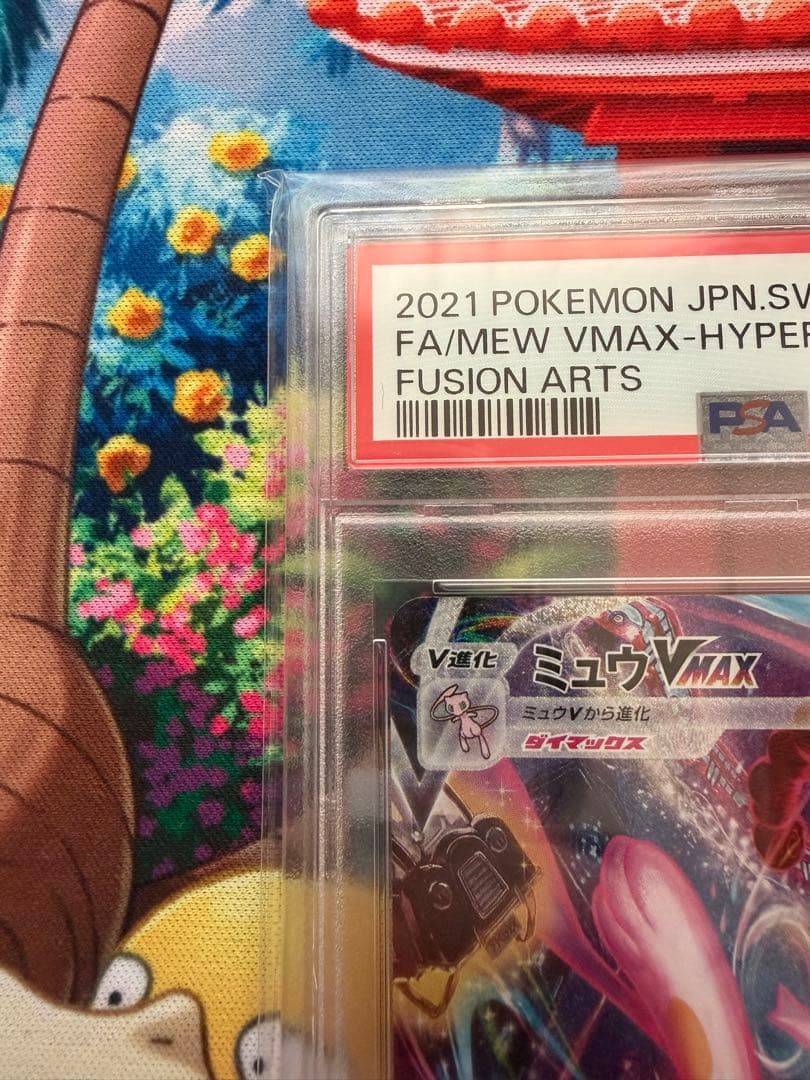 2021 POKEMON JPN.SW
FA/MEW VMAX-HYPER
FUSION ARTS
PSA
V進化
ミュウVMAX
ミュウVから進化
ダイマックス